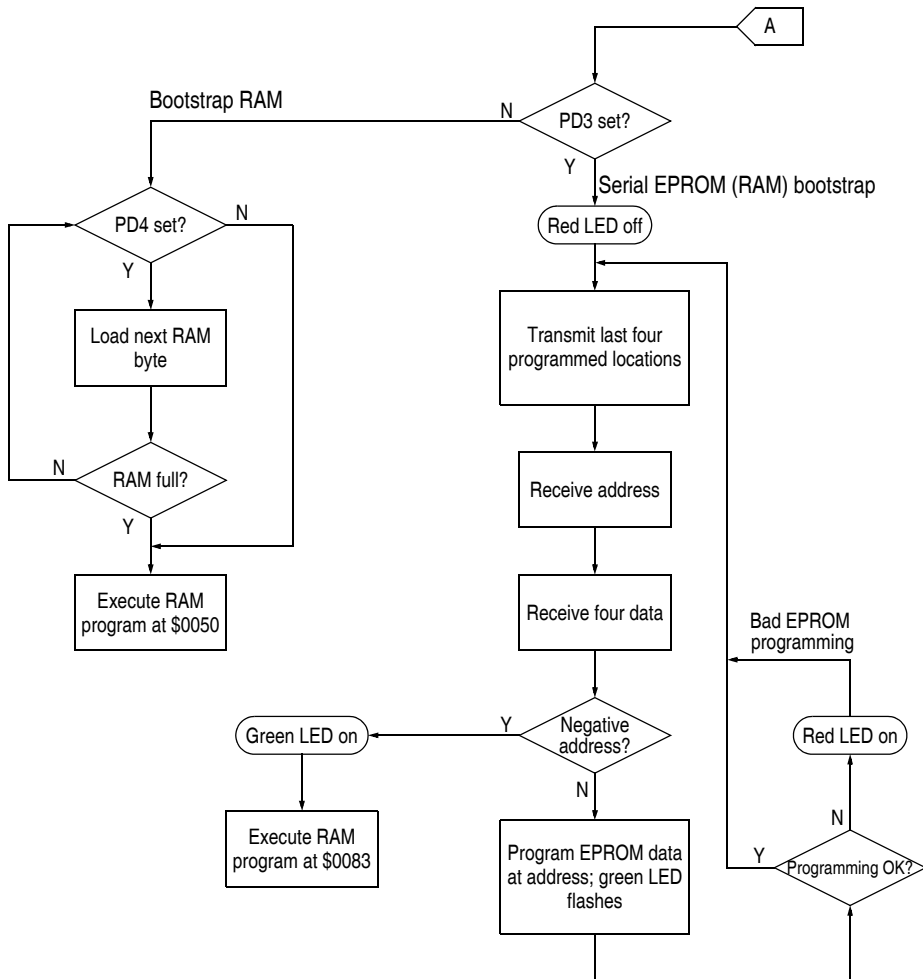 A
Bootstrap RAM
N
PD3 set?
Y
Serial EPROM (RAM) bootstrap
PD4 set?
N
Y
Red LED off
Load next RAM
byte
Transmit last four
programmed locations
N
RAM full?
Y
Receive address
Execute RAM
program at $0050
Receive four data
Bad EPROM
programming
Green LED on
Y
Negative
address?
N
Red LED on
Execute RAM
program at $0083
Program EPROM data
at address; green LED
flashes
N
Y
Programming OK?